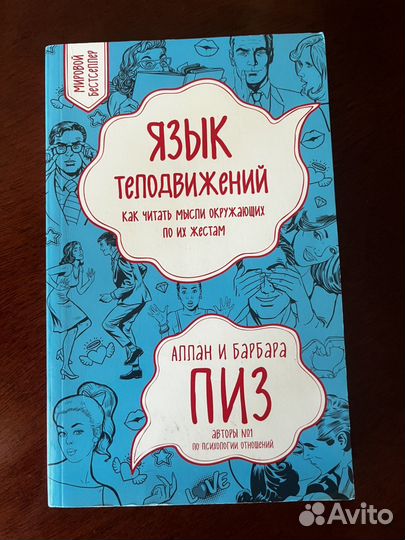 МИРОВОЙ
БЕСТСЕЛЛЕР
ЯЗЫК
ТЕЛОДВИЖЕНИЙ
КАК ЧИТАТЬ МЫСЛИ ОКРУЖАЮЩИХ
ПО ИХ ЖЕСТАМ
АЛЛАН И БАРБАРА
ПИЗ
АВТОРЫ №1
ПО ПСИХОЛОГИИ ОТНОШЕНИЙ
LOVE
Avito